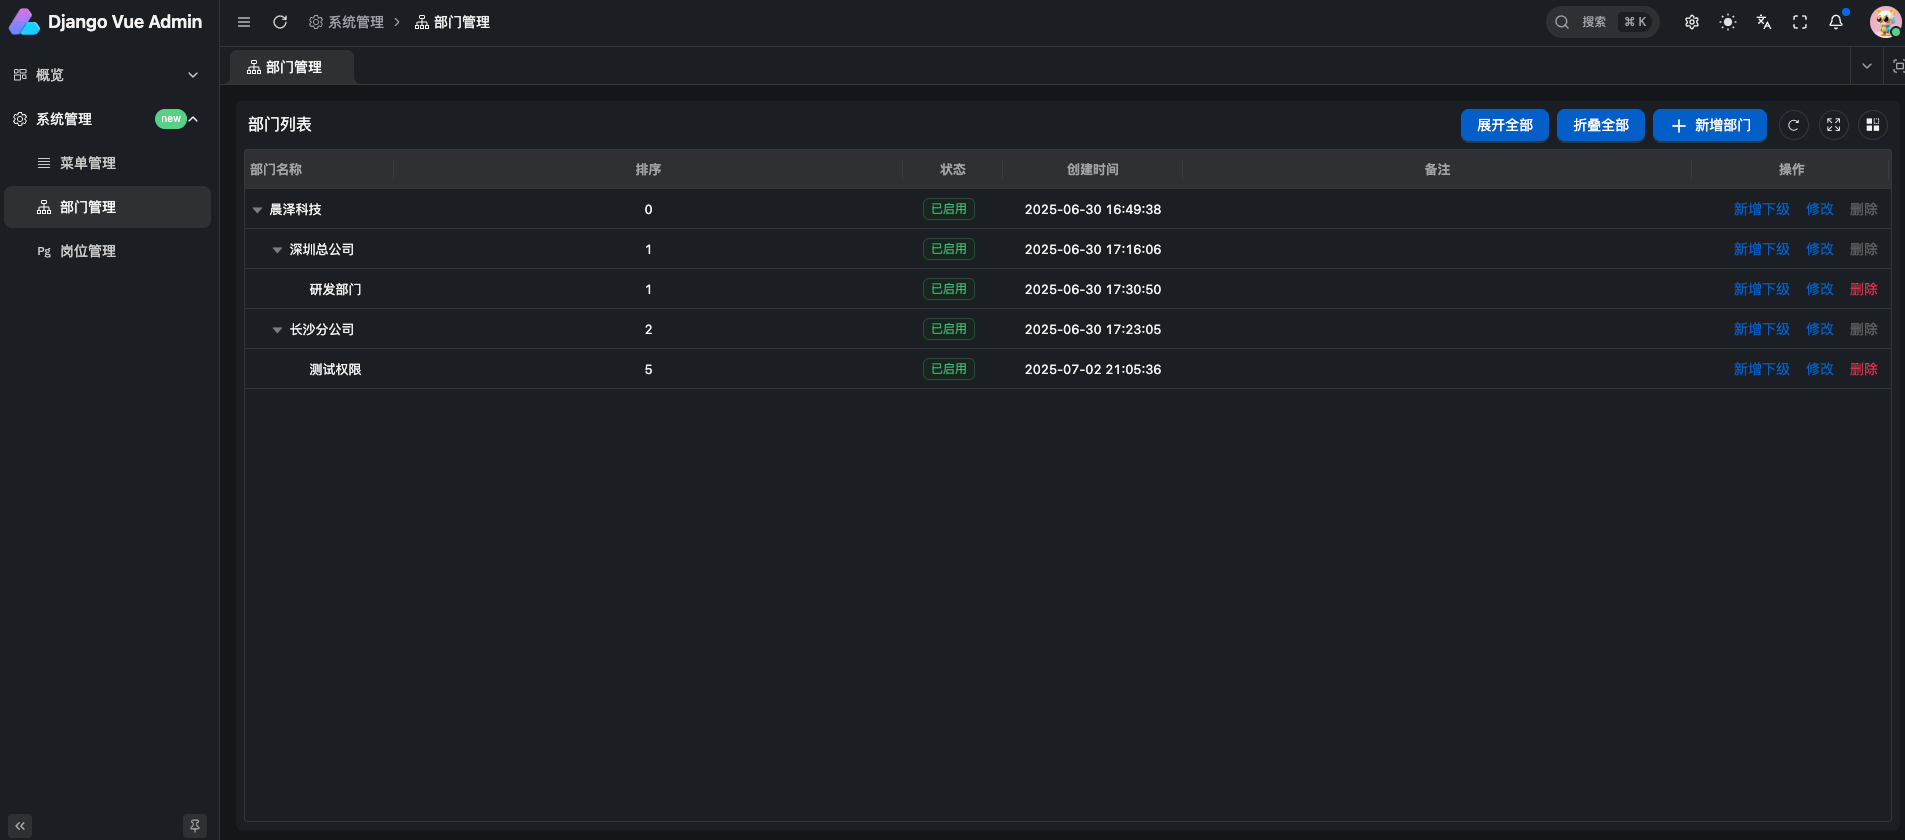 Django Vue Admin
系统管理
部门管理
搜索 ⌘ K
概览
系统管理 new
菜单管理
部门管理
Pg 岗位管理
部门管理
部门列表
展开全部 折叠全部 新增部门
部门名称 排序 状态 创建时间 备注 操作
晨泽科技 0 已启用 2025-06-30 16:49:38 新增下级 修改 删除
深圳总公司 1 已启用 2025-06-30 17:16:06 新增下级 修改 删除
研发部门 1 已启用 2025-06-30 17:30:50 新增下级 修改 删除
长沙分公司 2 已启用 2025-06-30 17:23:05 新增下级 修改 删除
测试权限 5 已启用 2025-07-02 21:05:36 新增下级 修改 删除